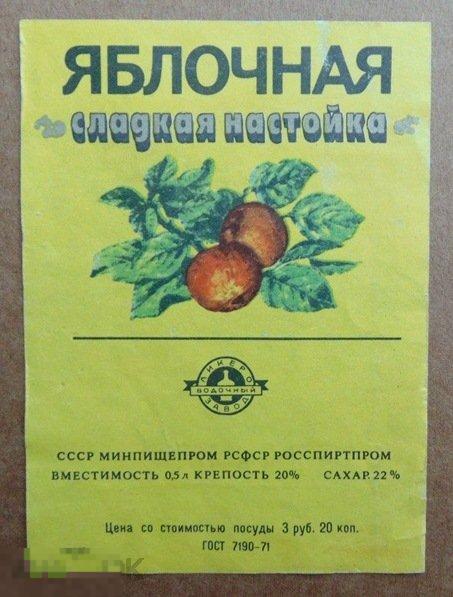 ЯБЛОЧНАЯ
сладкая настойка
ЛИКЕРО
ВОДОЧНЫЙ
ЗАВОД
СССР МИНПИЩЕПРОМ РСФСР РОССПИРТПРОМ
ВМЕСТИМОСТЬ 0,5 л КРЕПОСТЬ 20% САХАР. 22%
Цена со стоимостью посуды 3 руб. 20 коп.
ГОСТ 7190-71